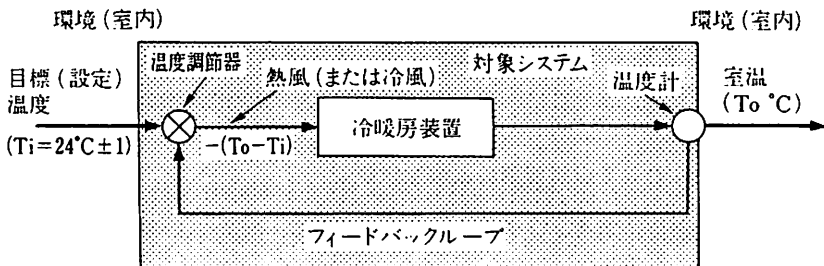 環境(室内)
環境(室内)
目標(設定)
温度
(Ti=24℃±1)
温度調節器
熱風(または冷風)
対象システム
冷暖房装置
-(To-Ti)
温度計
室温
(To ℃)
フィードバックループ